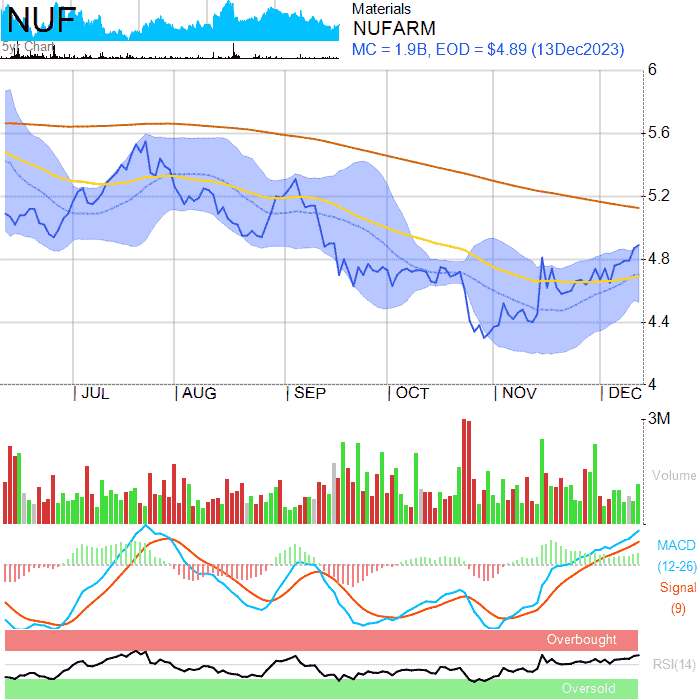 NUF
5yr Chart
Materials
NUFARM
MC = 1.9B, EOD = $4.89 (13Dec2023)
6
5.6
5.2
4.8
4.4
4
JUL AUG SEP OCT NOV DEC
3M
Volume
MACD
(12-26)
Signal
(9)
Overbought
RSI(14)
Oversold